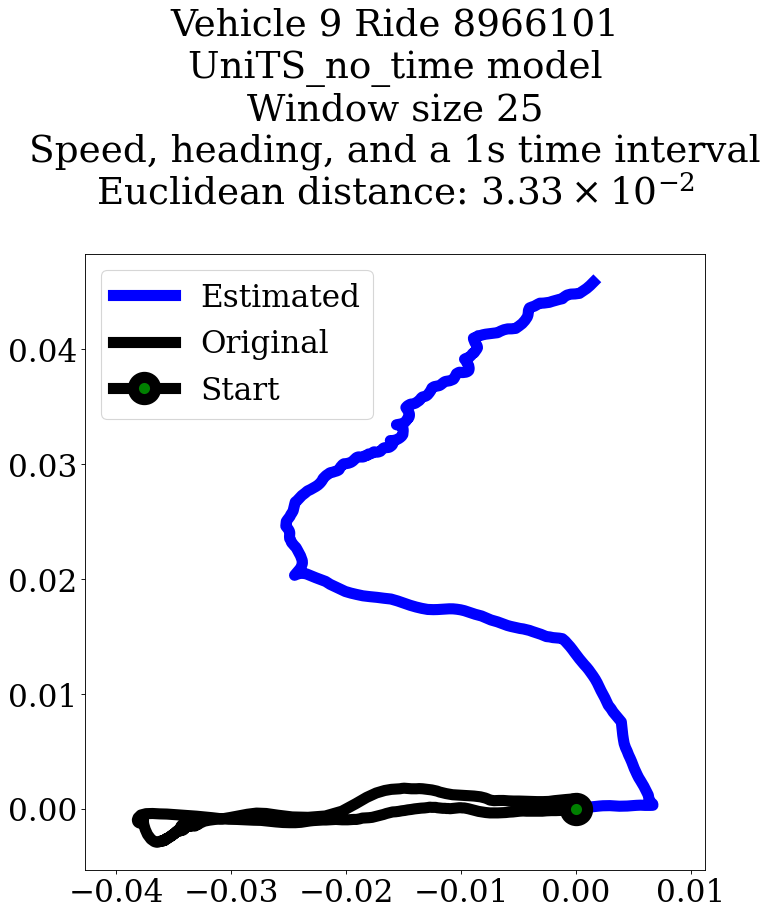 Vehicle 9 Ride 8966101
UniTS_no_time model
Window size 25
Speed, heading, and a 1s time interval
Euclidean distance: 3.33 × 10⁻²
Estimated
Original
Start
0.04
0.03
0.02
0.01
0.00
−0.04 −0.03 −0.02 −0.01 0.00 0.01